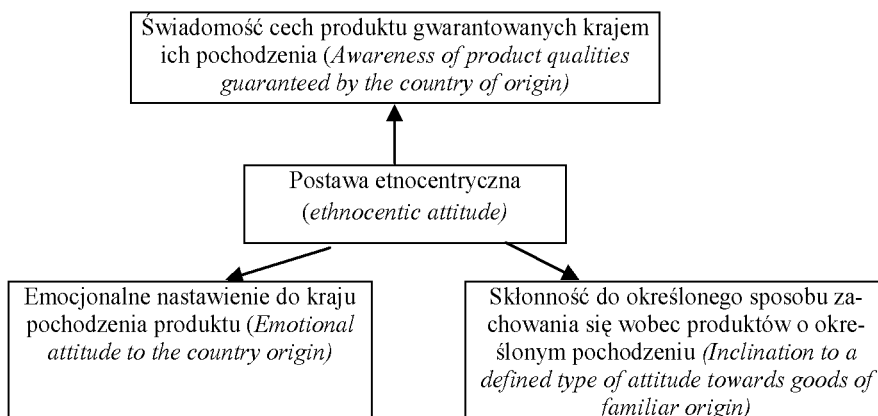 Świadomość cech produktu gwarantowanych krajem
ich pochodzenia (Awareness of product qualities
guaranteed by the country of origin)
Postawa etnocentryczna
(ethnocentic attitude)
Emocjonalne nastawienie do kraju
pochodzenia produktu (Emotional
attitude to the country origin)
Skłonność do określonego sposobu za-
chowania się wobec produktów o okre-
ślonym pochodzeniu (Inclination to a
defined type of attitude towards goods of
familiar origin)